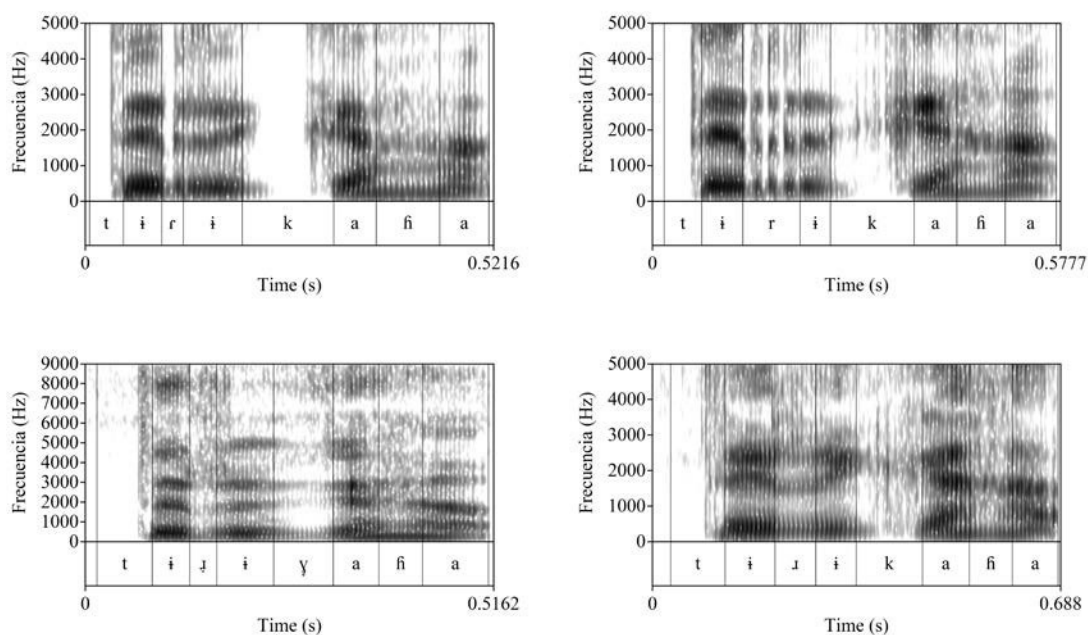 5000
4000
3000
2000
1000
0
Frecuencia (Hz)
t ɨ ɾ ɨ k a ɦ a
0 0.5216
Time (s)
5000
4000
3000
2000
1000
0
Frecuencia (Hz)
t ɨ r ɨ k a ɦ a
0 0.5777
Time (s)
9000
8000
7000
6000
5000
4000
3000
2000
1000
0
Frecuencia (Hz)
t ɨ ɹ̝ ɨ ɣ̞ a ɦ a
0 0.5162
Time (s)
5000
4000
3000
2000
1000
0
Frecuencia (Hz)
t ɨ ɹ ɨ k a ɦ a
0 0.688
Time (s)